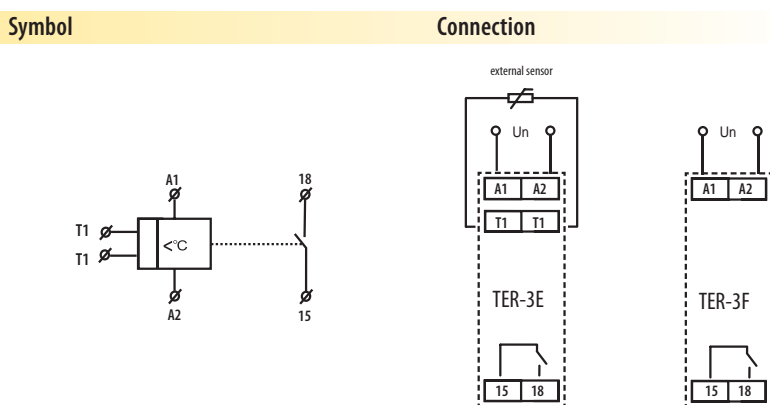 Symbol
Connection
A1
18
T1
T1
<°C
A2
15
external sensor
Un
A1 A2
T1 T1
TER-3E
15 18
Un
A1 A2
TER-3F
15 18